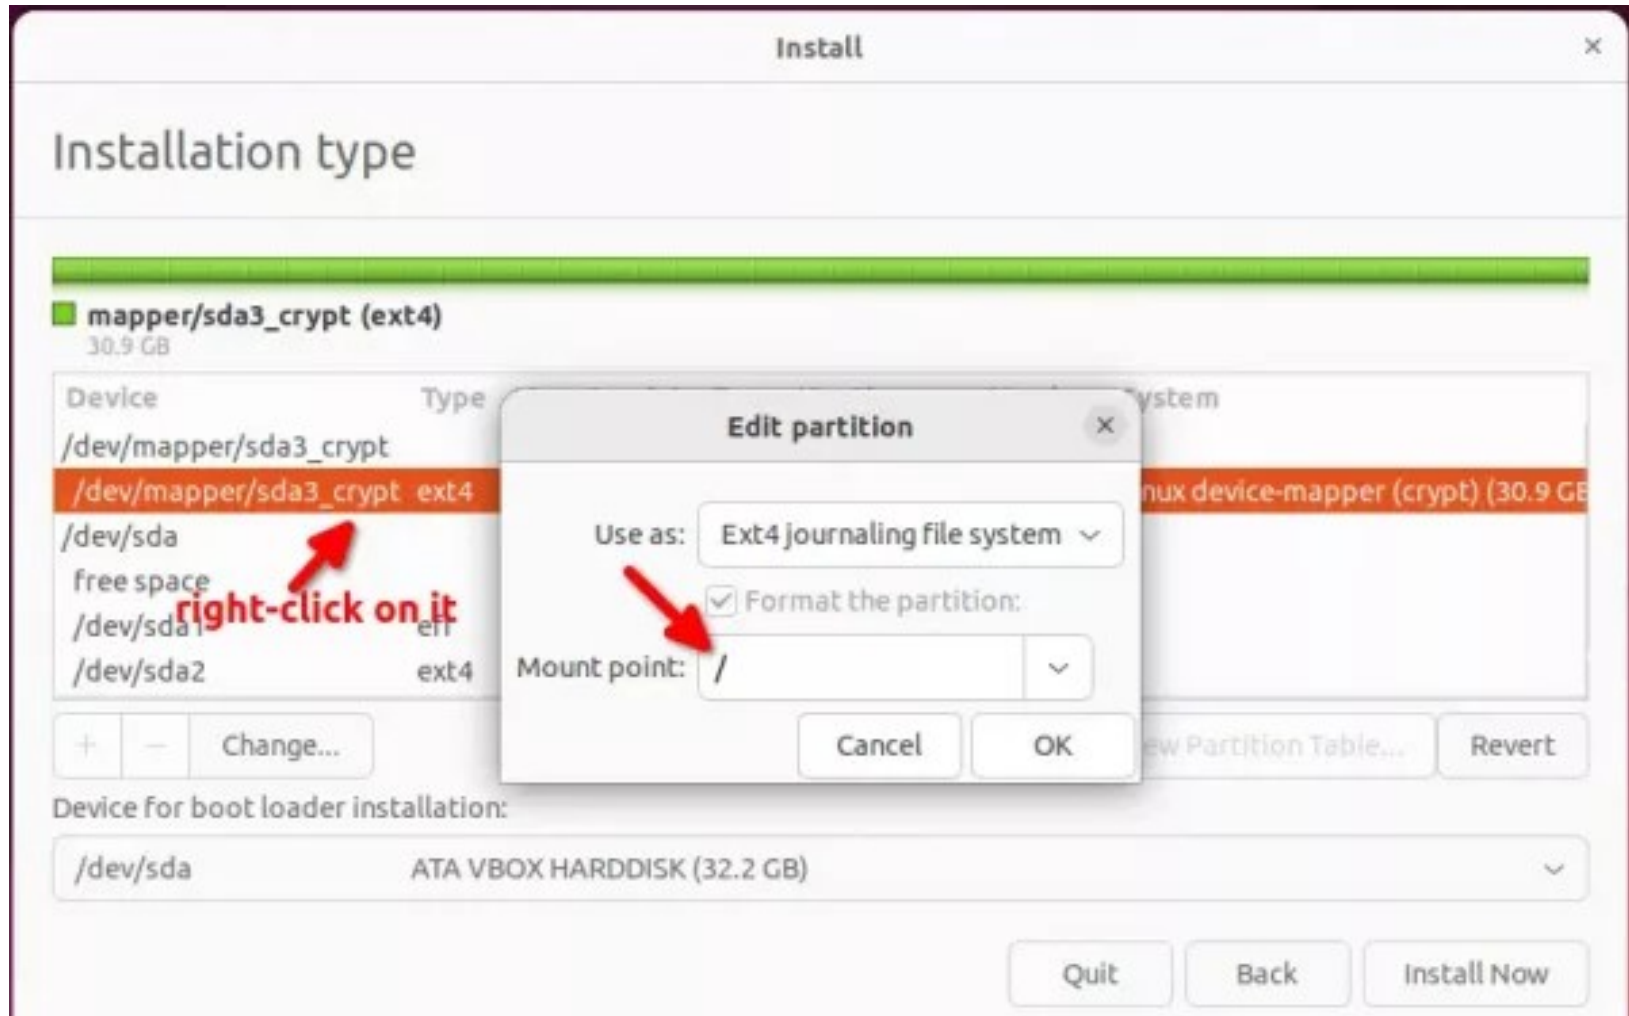 Install
Installation type
mapper/sda3_crypt (ext4)
30.9 GB
Device Type ystem
/dev/mapper/sda3_crypt
/dev/mapper/sda3_crypt ext4 nux device-mapper (crypt) (30.9 GB
/dev/sda
free space
right-click on it
/dev/sda1
/dev/sda2 ext4
Edit partition
Use as: Ext4 journaling file system
Format the partition:
Mount point: /
Cancel OK
+ − Change... ew Partition Table... Revert
Device for boot loader installation:
/dev/sda ATA VBOX HARDDISK (32.2 GB)
Quit Back Install Now